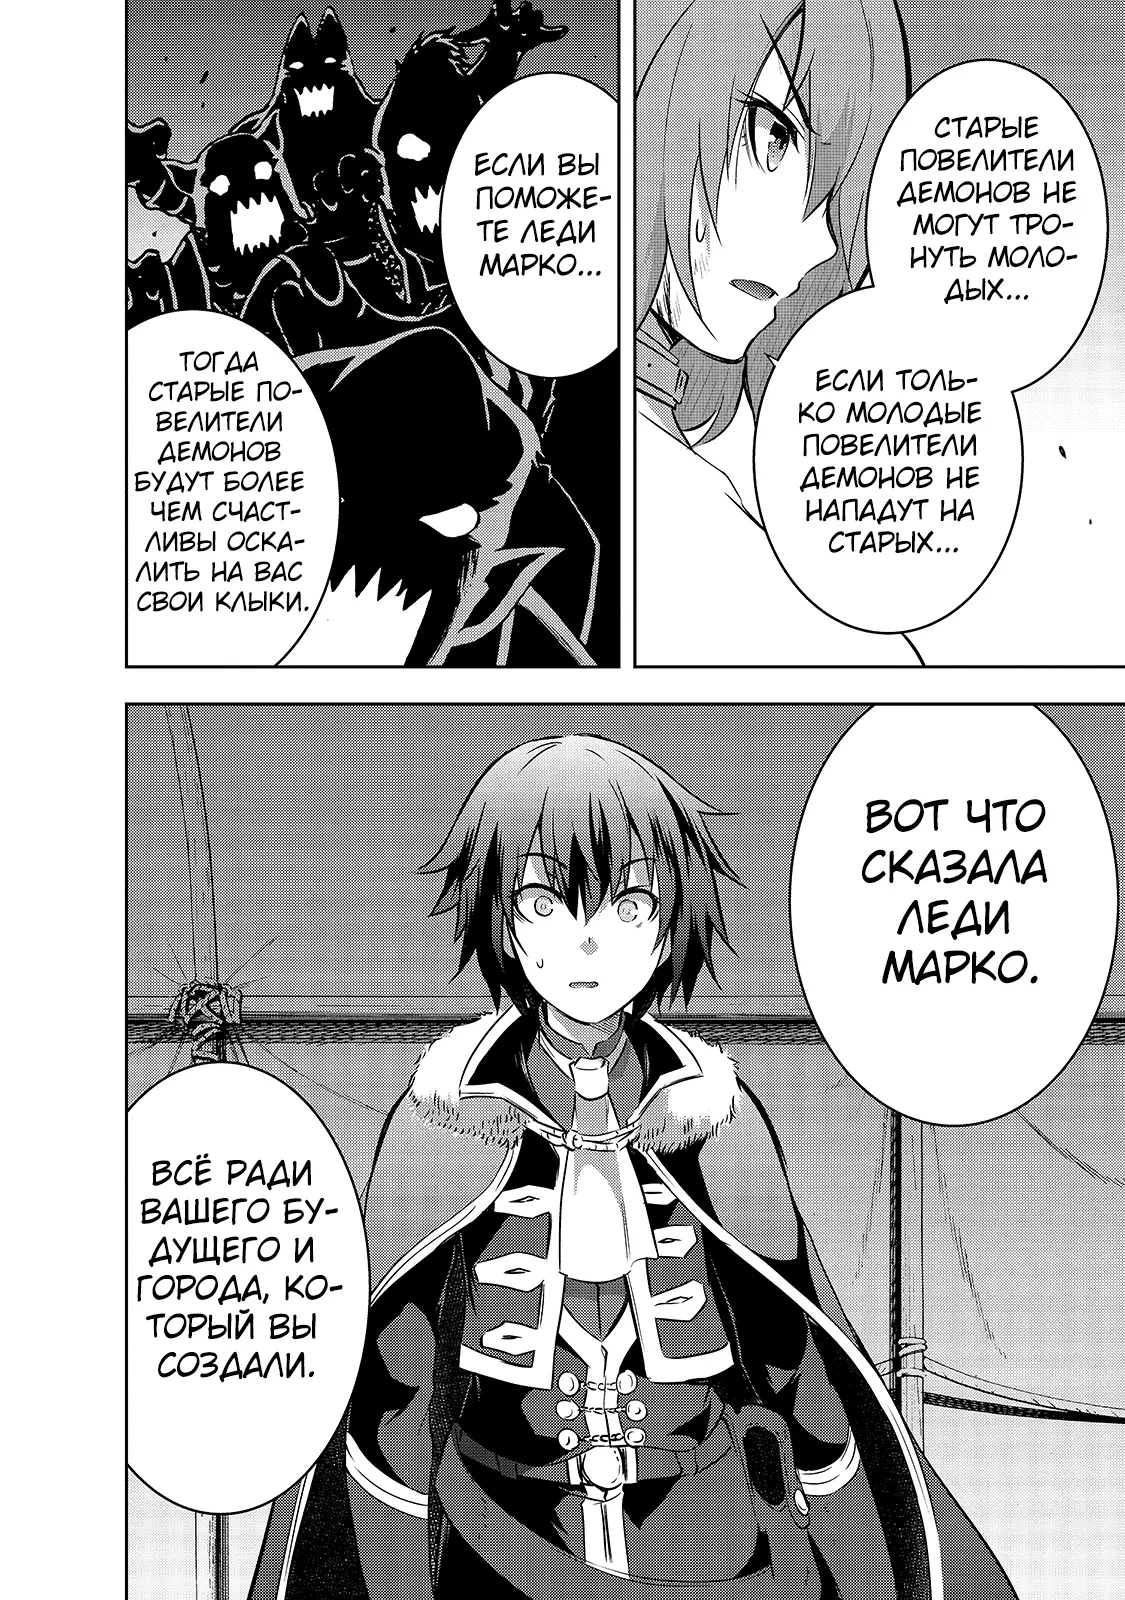 СТАРЫЕ
ПОВЕЛИТЕЛИ
ДЕМОНОВ НЕ
МОГУТ ТРО-
НУТЬ МОЛО-
ДЫХ...
ЕСЛИ ТОЛЬ-
КО МОЛОДЫЕ
ПОВЕЛИТЕЛИ
ДЕМОНОВ НЕ
НАПАДУТ НА
СТАРЫХ...
ЕСЛИ ВЫ
ПОМОЖЕ-
ТЕ ЛЕДИ
МАРКО...
ТОГДА
СТАРЫЕ ПО-
ВЕЛИТЕЛИ
ДЕМОНОВ
БУДУТ БОЛЕЕ
ЧЕМ СЧАСТ-
ЛИВЫ ОСКА-
ЛИТЬ НА ВАС
СВОИ КЛЫКИ.
ВОТ ЧТО
СКАЗАЛА
ЛЕДИ
МАРКО.
ВСЁ РАДИ
ВАШЕГО БУ-
ДУЩЕГО И
ГОРОДА, КО-
ТОРЫЙ ВЫ
СОЗДАЛИ.